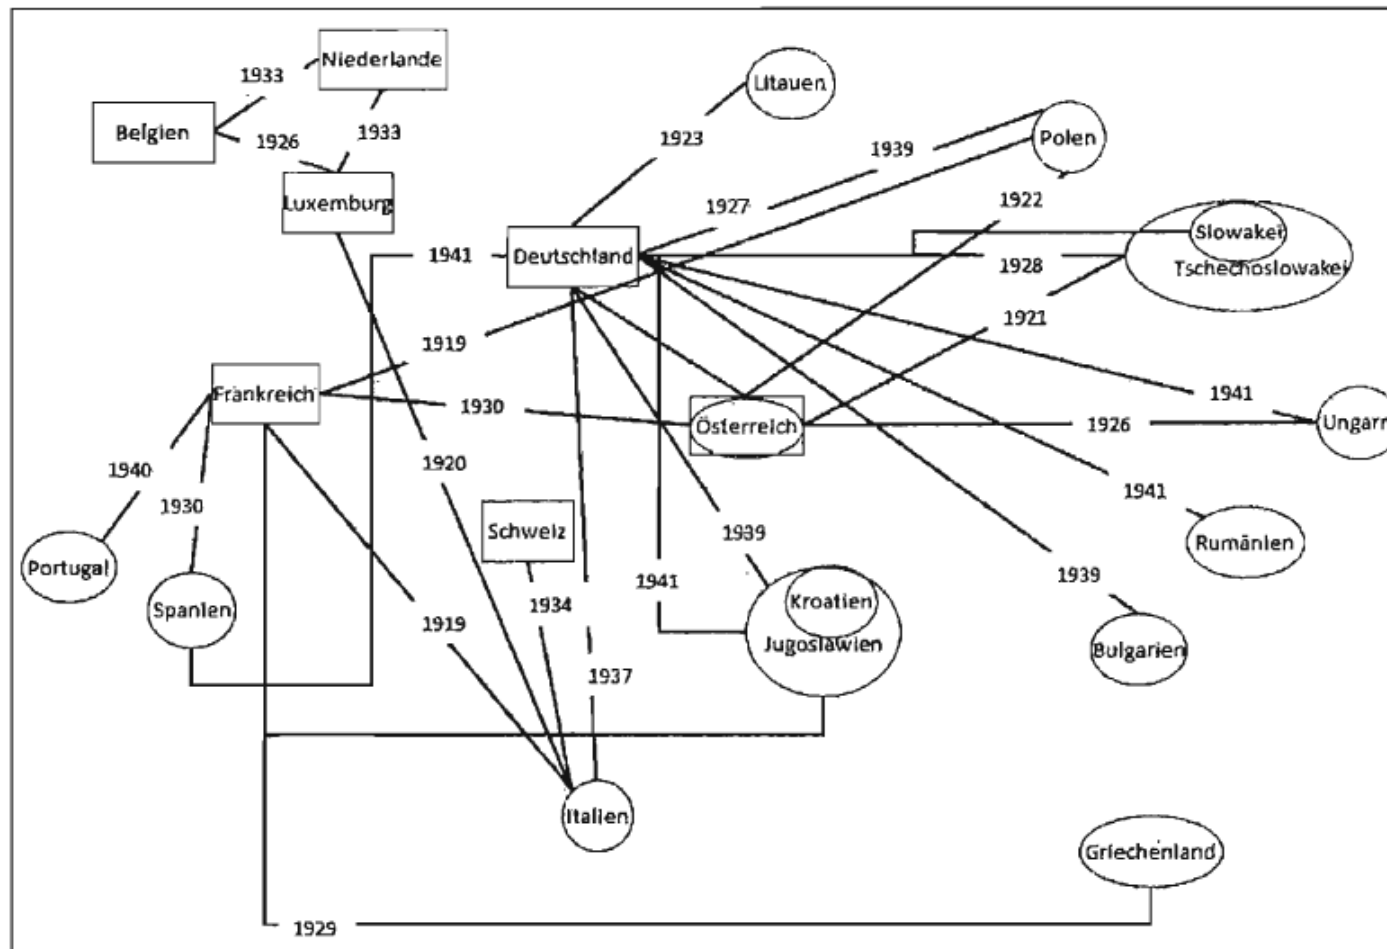 Niederlande
1933
Litauen
Belgien
1926
1933
1923
1939
Polen
Luxemburg
1927
1922
Slowakei
1941
Deutschland
1928
Tschechoslowakei
1921
1919
Frankreich
1930
Österreich
1941
1926
Ungarn
1940
1920
1941
1930
Schweiz
1939
Rumänien
Portugal
1941
1939
Spanien
1934
Kroatien
1919
Jugoslawien
Bulgarien
1937
Italien
Griechenland
1929